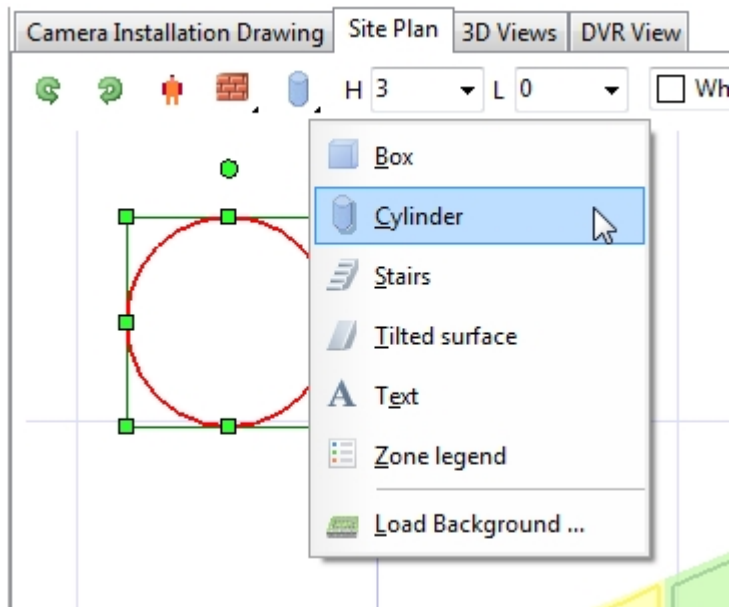 Camera Installation Drawing Site Plan 3D Views DVR View
H 3 L 0 Wh
Box
Cylinder
Stairs
Tilted surface
A Text
Zone legend
Load Background ...